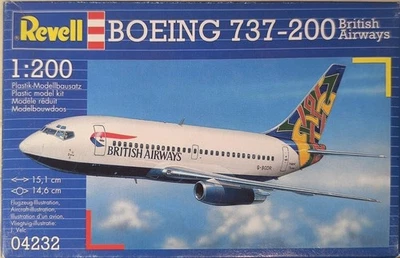 Revell
BOEING 737-200 British Airways
1:200
Plastik-Modellbausatz
Plastic model kit
Modèle réduit
Modelbouwdoos
BRITISH AIRWAYS
15,1 cm
14,6 cm
Flugzeug-Illustration,
Aircraft-Illustration,
Illustration d'un avion,
Vliegtuig-illustratie:
J. Velc
04232